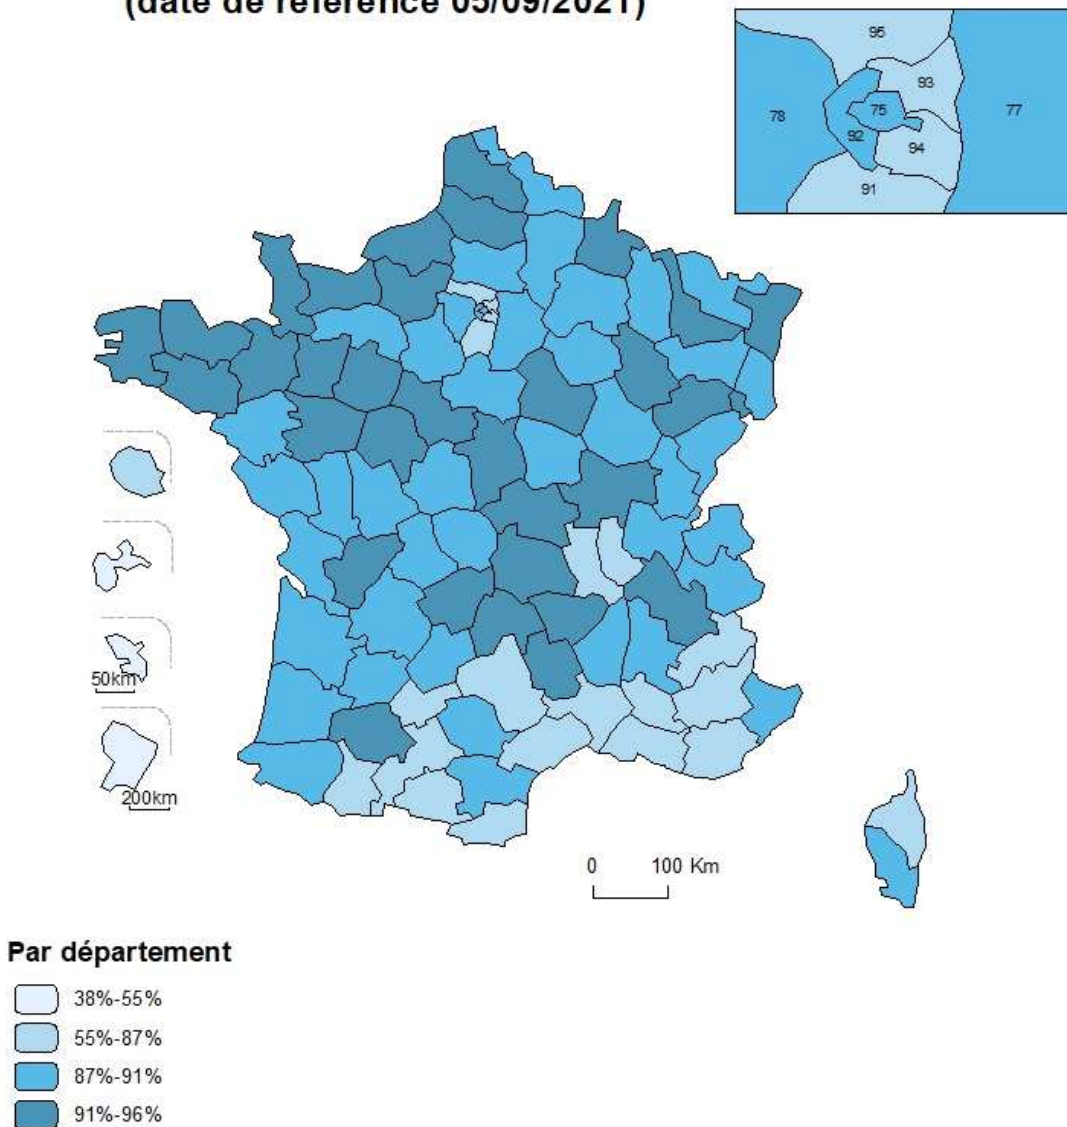 (date de référence 05/09/2021)
95
93
78
75
77
92
94
91
50km
200km
0 100 Km
Par département
38%-55%
55%-87%
87%-91%
91%-96%